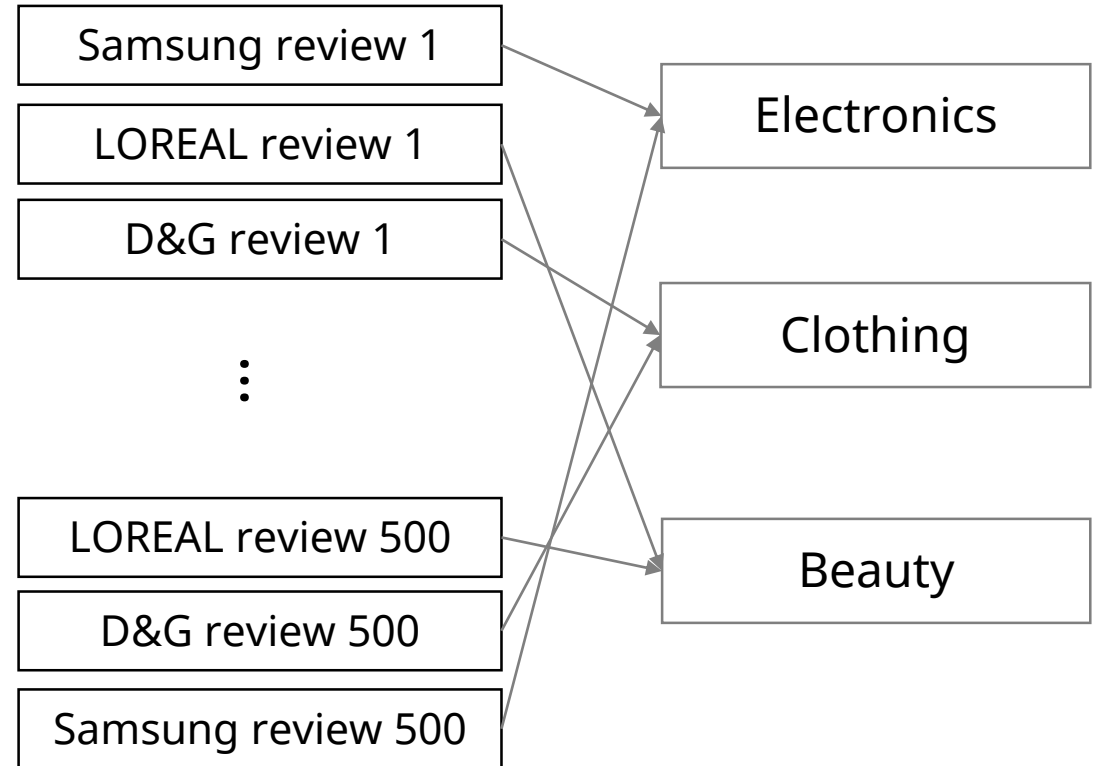 Samsung review 1
LOREAL review 1
D&G review 1
⋮
LOREAL review 500
D&G review 500
Samsung review 500
Electronics
Clothing
Beauty